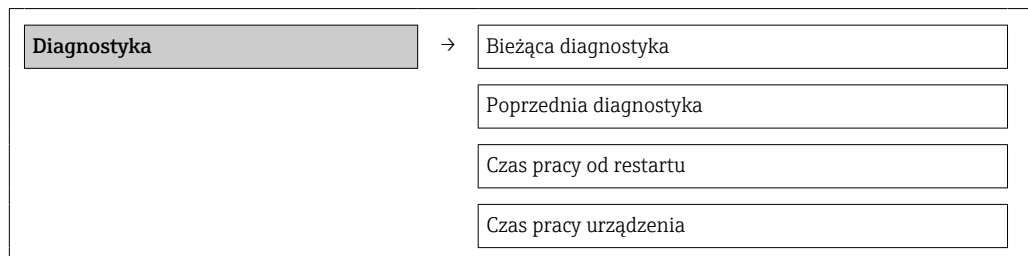 Diagnostyka → Bieżąca diagnostyka
Poprzednia diagnostyka
Czas pracy od restartu
Czas pracy urządzenia